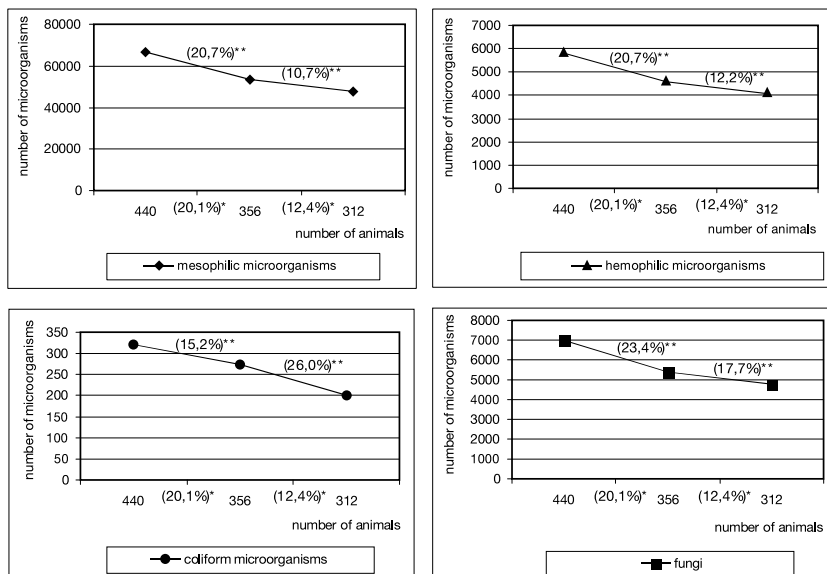 number of microorganisms
80000
60000
40000
20000
0
(20,7%)**
(10,7%)**
440 (20,1%)* 356 (12,4%)* 312
number of animals
mesophilic microorganisms
number of microorganisms
7000
6000
5000
4000
3000
2000
1000
0
(20,7%)**
(12,2%)**
440 (20,1%)* 356 (12,4%)* 312
number of animals
hemophilic microorganisms
number of microorganisms
350
300
250
200
150
100
50
0
(15,2%)**
(26,0%)**
440 (20,1%)* 356 (12,4%)* 312
number of animals
coliform microorganisms
number of microorganisms
8000
7000
6000
5000
4000
3000
2000
1000
0
(23,4%)**
(17,7%)**
440 (20,1%)* 356 (12,4%)* 312
number of animals
fungi